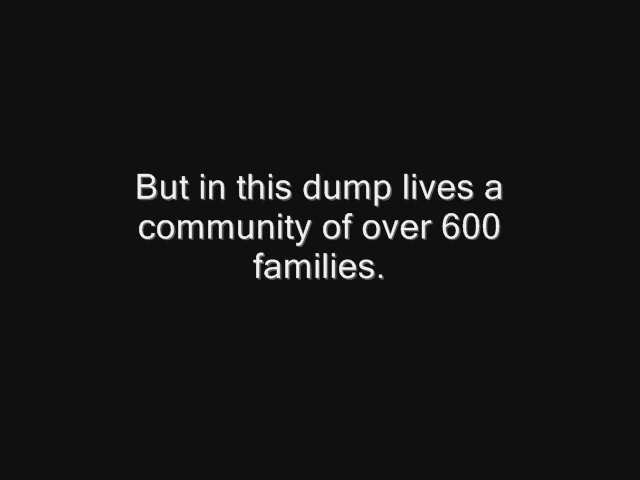 But in this dump lives a
community of over 600
families.